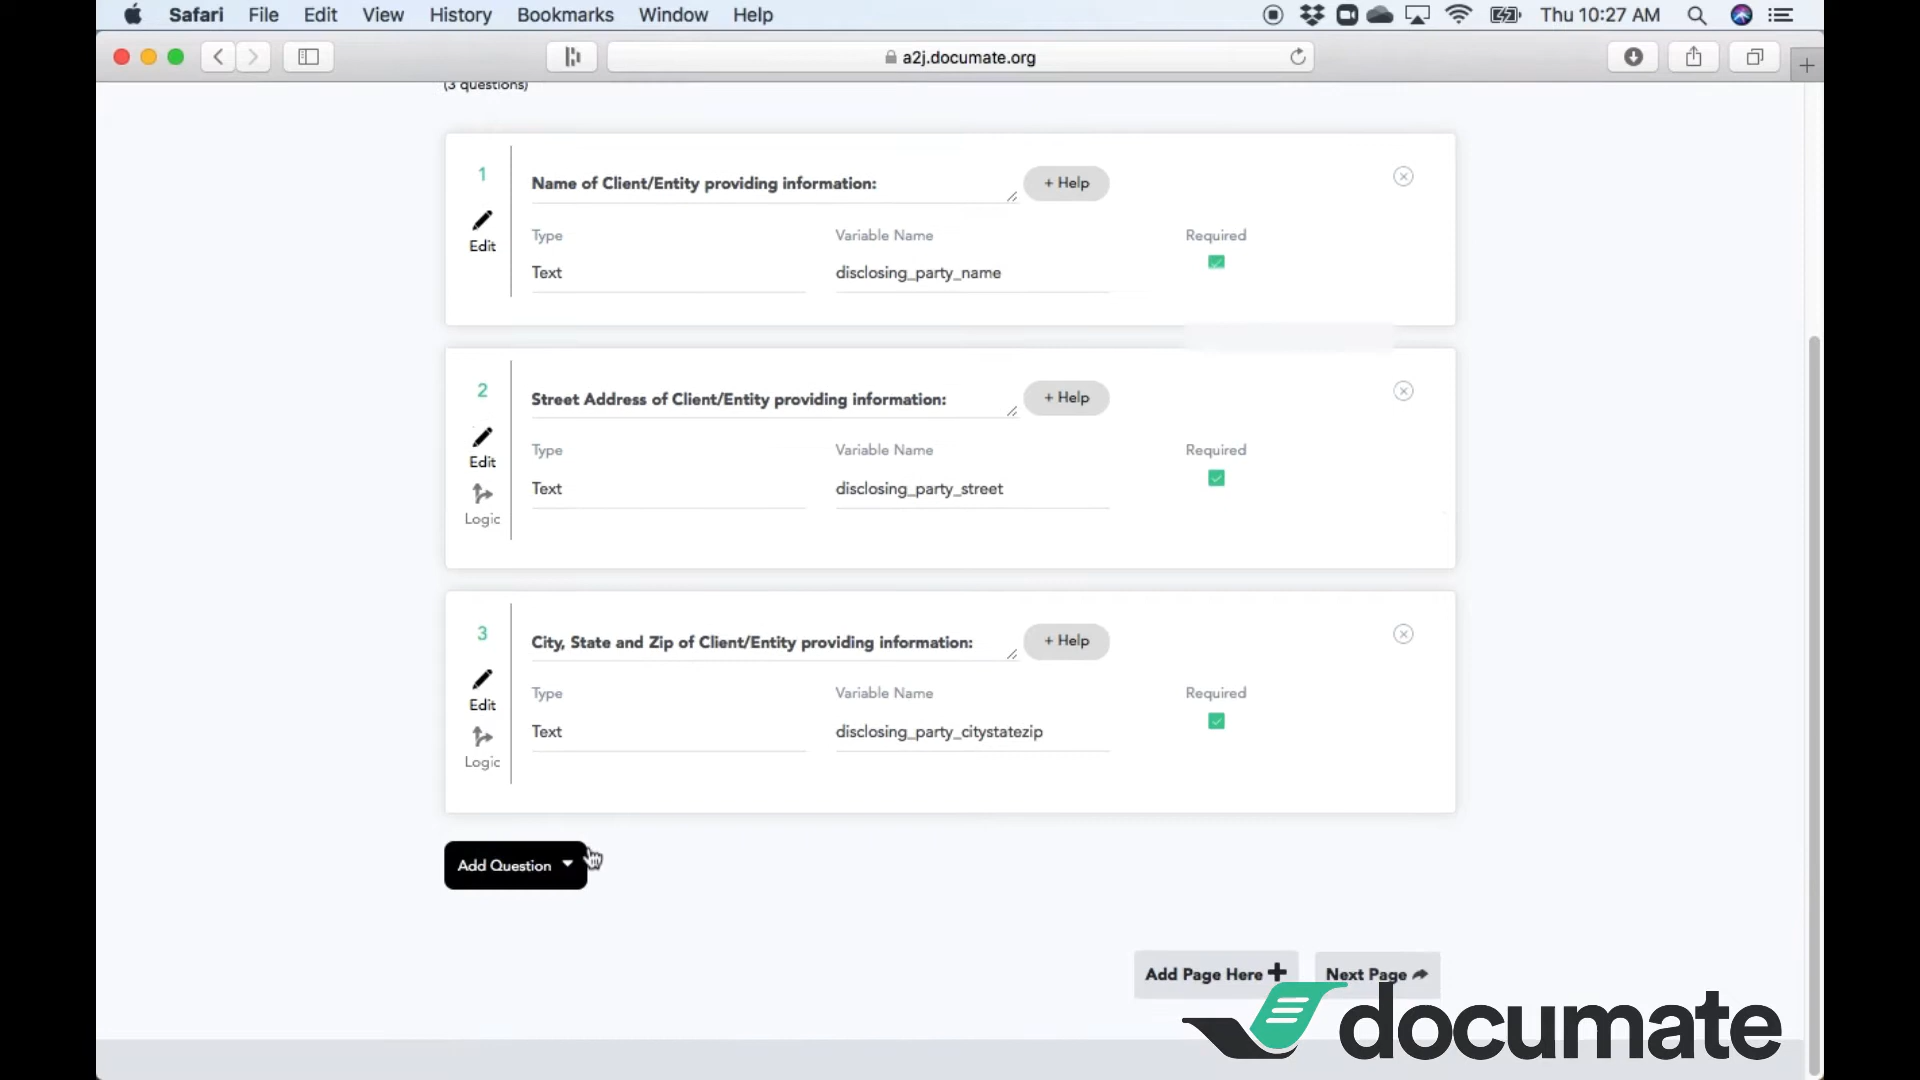 Safari File Edit View History Bookmarks Window Help Thu 10:27 AM
a2j.documate.org
(3 questions)
1
Name of Client/Entity providing information: + Help
Edit
Type Variable Name Required
Text disclosing_party_name
2
Street Address of Client/Entity providing information: + Help
Edit
Type Variable Name Required
Text disclosing_party_street
Logic
3
City, State and Zip of Client/Entity providing information: + Help
Edit
Type Variable Name Required
Text disclosing_party_citystatezip
Logic
Add Question
Add Page Here Next Page
documate